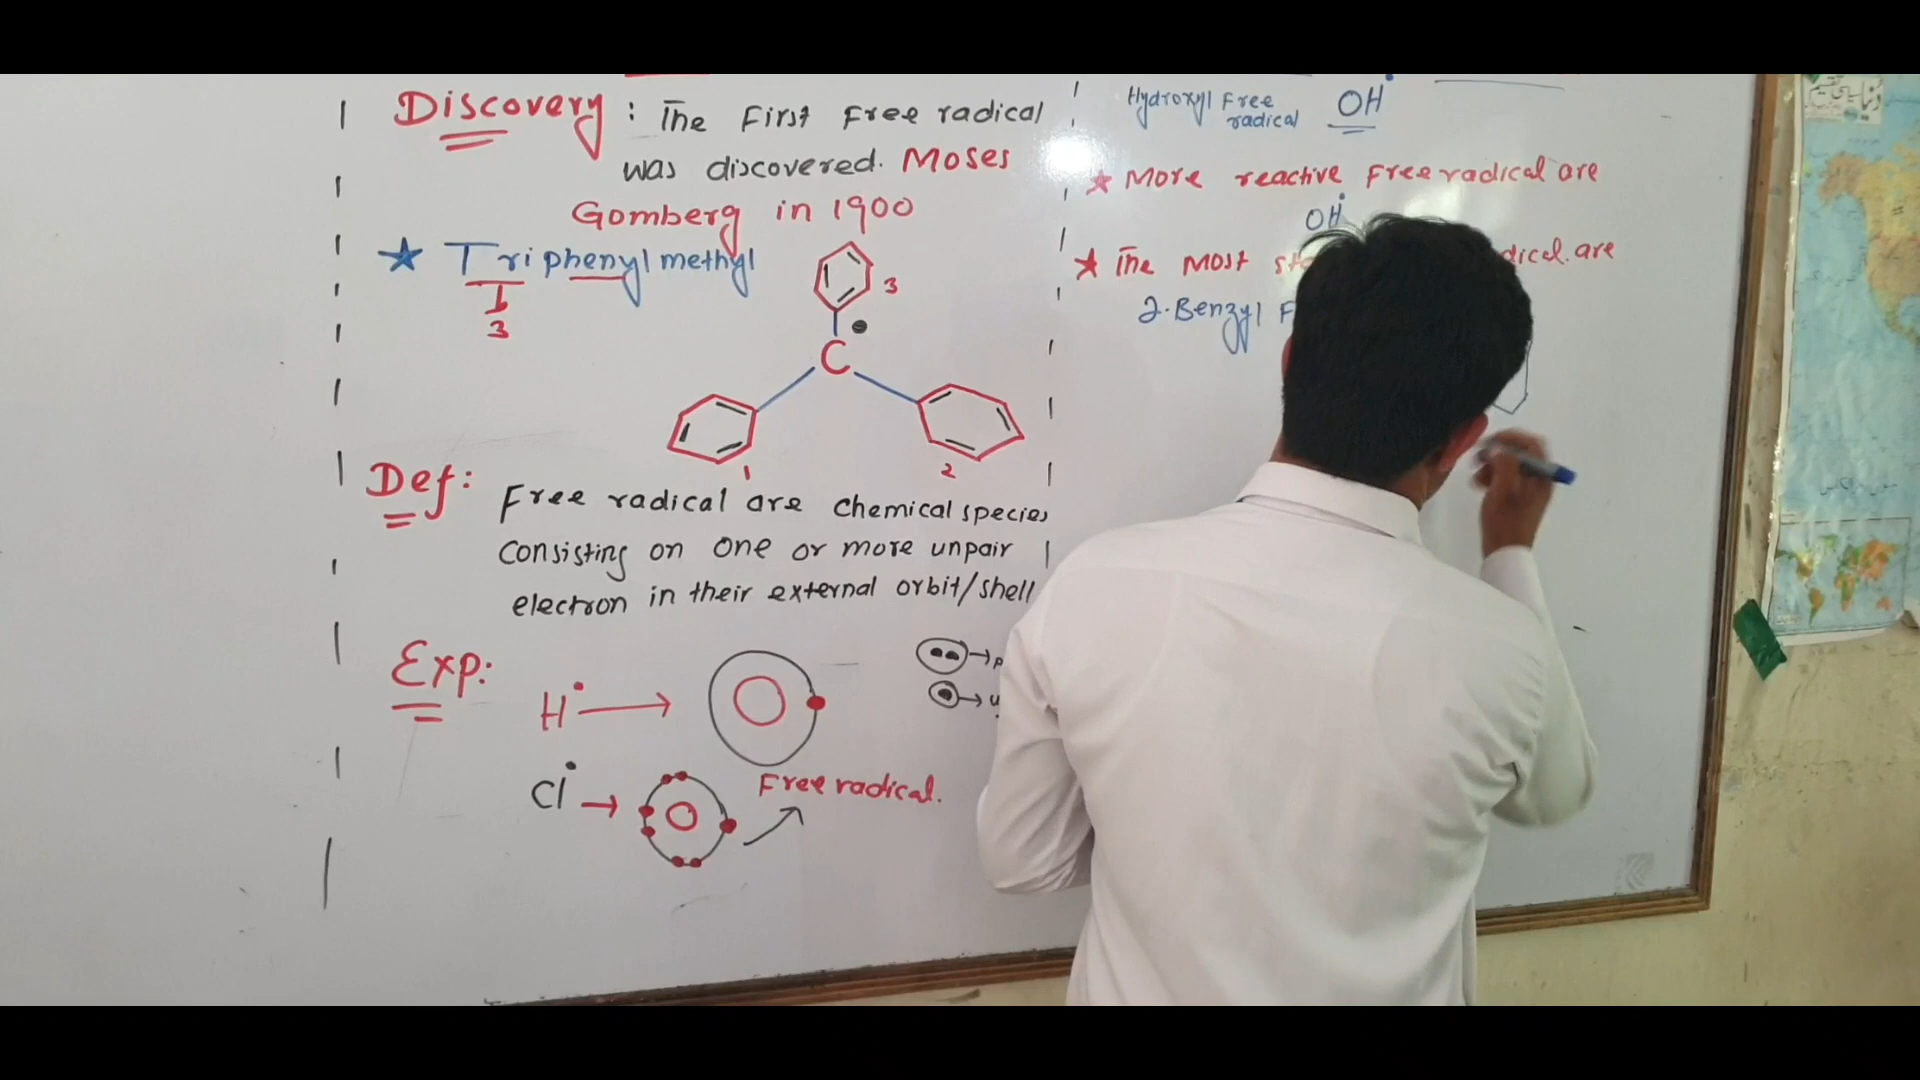 Discovery : The First Free radical
was discovered. Moses
Gomberg in 1900
★ Triphenyl methyl
3
3
C
1
2
Def: Free radical are chemical species
consisting on one or more unpair
electron in their external orbit/shell
Exp:
H
Cl
Free radical.
Hydroxyl Free
radical OH
★ More reactive Free radical are
OH
★ The Most are
2. Benzyl